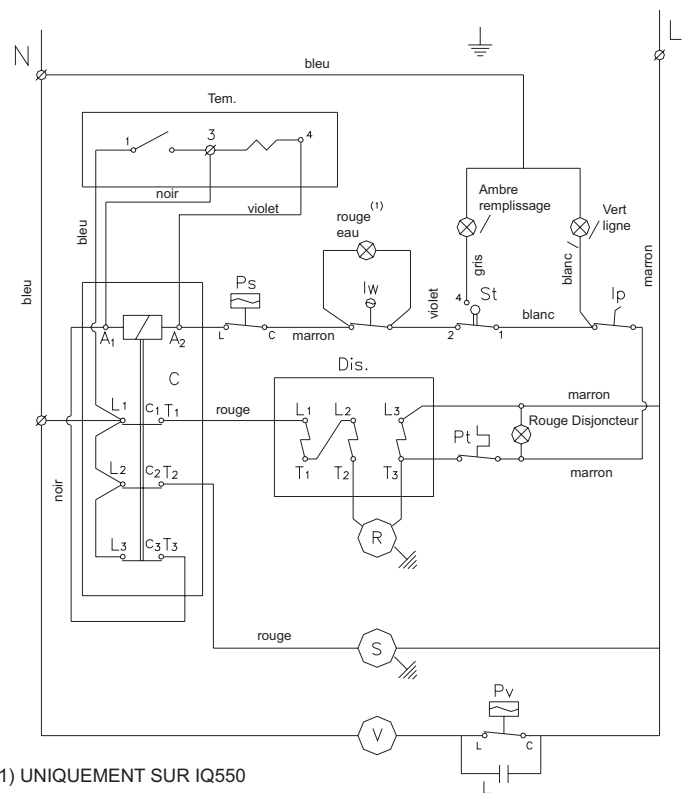 N
L
bleu
Tem.
1
3
4
noir
violet
bleu
bleu
rouge (1)
eau
Ambre
remplissage
Vert
ligne
gris
blanc
marron
Ps
Iw
4
St
Ip
violet
blanc
A1
A2
L
C
marron
2
1
C
Dis.
L1
C1
T1
rouge
L1
L2
L3
marron
Rouge Disjoncteur
Pt
L2
C2
T2
T1
T2
T3
marron
noir
R
L3
C3
T3
rouge
S
Pv
V
L
C
L
1) UNIQUEMENT SUR IQ550